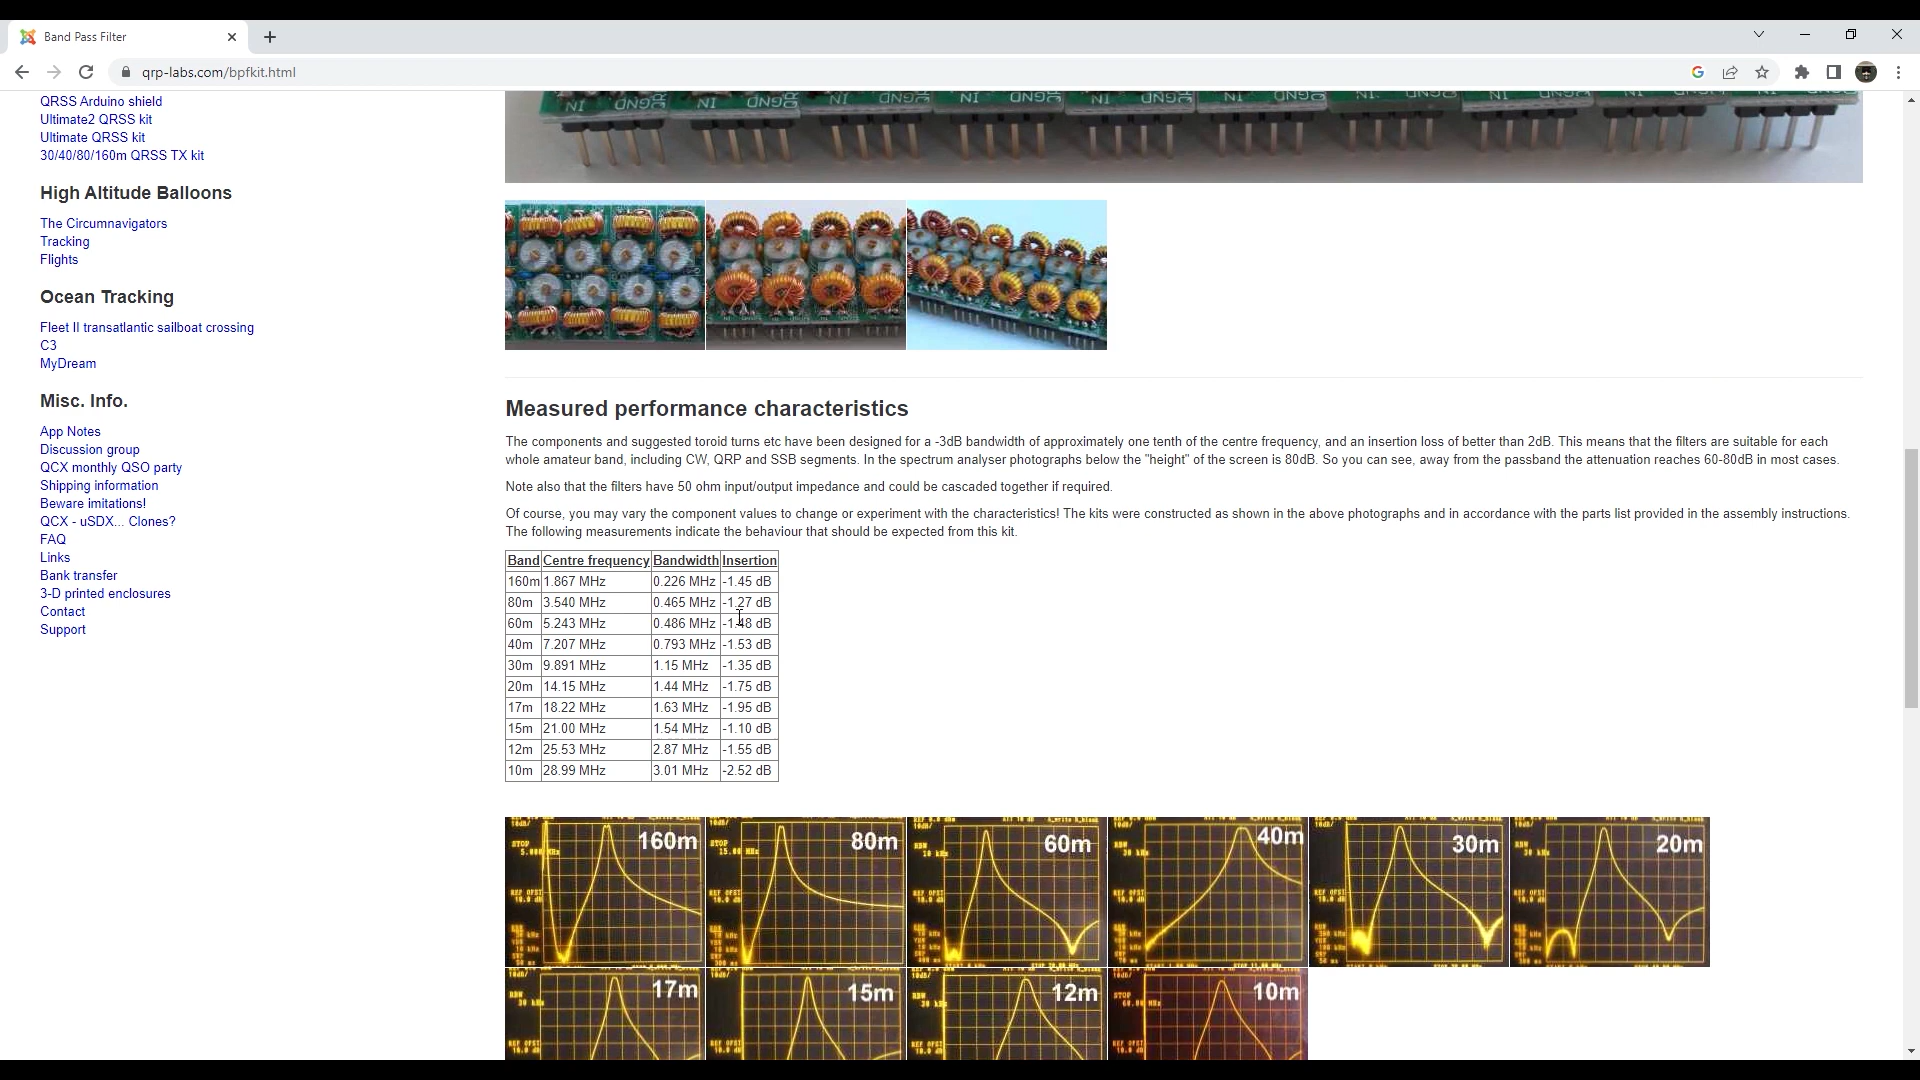 Band Pass Filter
qrp-labs.com/bpfkit.html
QRSS Arduino shield
Ultimate2 QRSS kit
Ultimate QRSS kit
30/40/80/160m QRSS TX kit
High Altitude Balloons
The Circumnavigators
Tracking
Flights
Ocean Tracking
Fleet II transatlantic sailboat crossing
C3
MyDream
Misc. Info.
App Notes
Discussion group
QCX monthly QSO party
Shipping information
Beware imitations!
QCX - uSDX... Clones?
FAQ
Links
Bank transfer
3-D printed enclosures
Contact
Support
IN GND
IN GND
IN GND
IN GND
IN GND
IN
Measured performance characteristics
The components and suggested toroid turns etc have been designed for a -3dB bandwidth of approximately one tenth of the centre frequency, and an insertion loss of better than 2dB. This means that the filters are suitable for each
whole amateur band, including CW, QRP and SSB segments. In the spectrum analyser photographs below the "height" of the screen is 80dB. So you can see, away from the passband the attenuation reaches 60-80dB in most cases.
Note also that the filters have 50 ohm input/output impedance and could be cascaded together if required.
Of course, you may vary the component values to change or experiment with the characteristics! The kits were constructed as shown in the above photographs and in accordance with the parts list provided in the assembly instructions.
The following measurements indicate the behaviour that should be expected from this kit.
Band Centre frequency Bandwidth Insertion
160m 1.867 MHz 0.226 MHz -1.45 dB
80m 3.540 MHz 0.465 MHz -1.27 dB
60m 5.243 MHz 0.486 MHz -1.48 dB
40m 7.207 MHz 0.793 MHz -1.53 dB
30m 9.891 MHz 1.15 MHz -1.35 dB
20m 14.15 MHz 1.44 MHz -1.75 dB
17m 18.22 MHz 1.63 MHz -1.95 dB
15m 21.00 MHz 1.54 MHz -1.10 dB
12m 25.53 MHz 2.87 MHz -1.55 dB
10m 28.99 MHz 3.01 MHz -2.52 dB
160m 80m 60m 40m 30m 20m
17m 15m 12m 10m